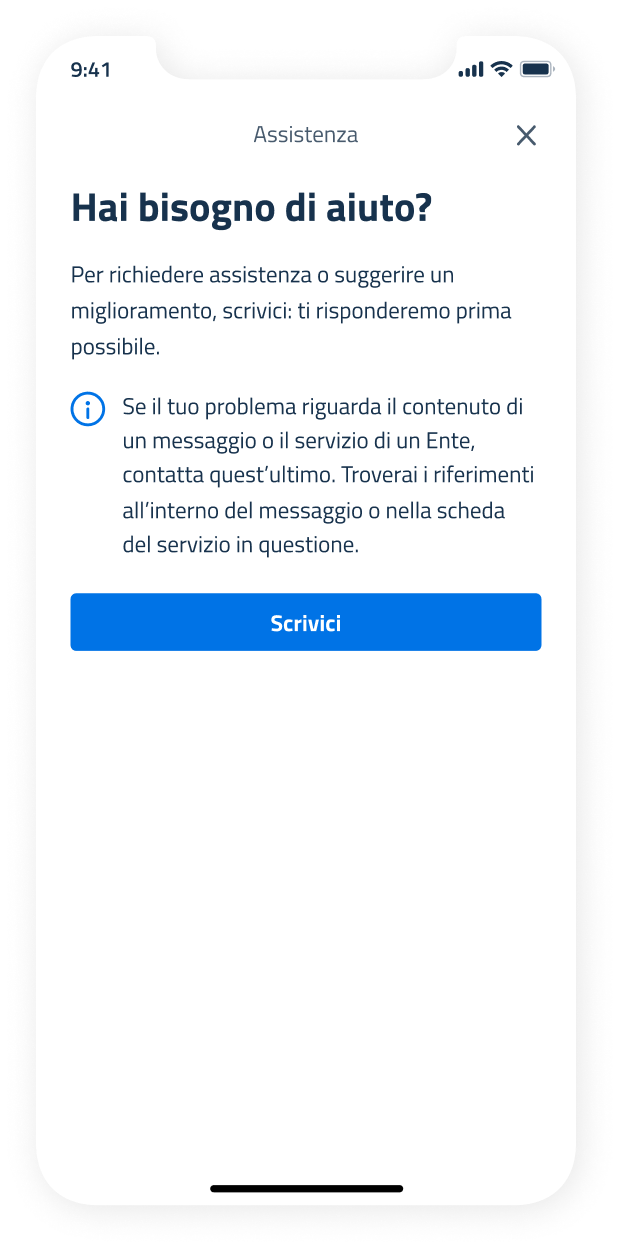 9:41
Assistenza
Hai bisogno di aiuto?
Per richiedere assistenza o suggerire un
miglioramento, scrivici: ti risponderemo prima
possibile.
Se il tuo problema riguarda il contenuto di
un messaggio o il servizio di un Ente,
contatta quest’ultimo. Troverai i riferimenti
all’interno del messaggio o nella scheda
del servizio in questione.
Scrivici